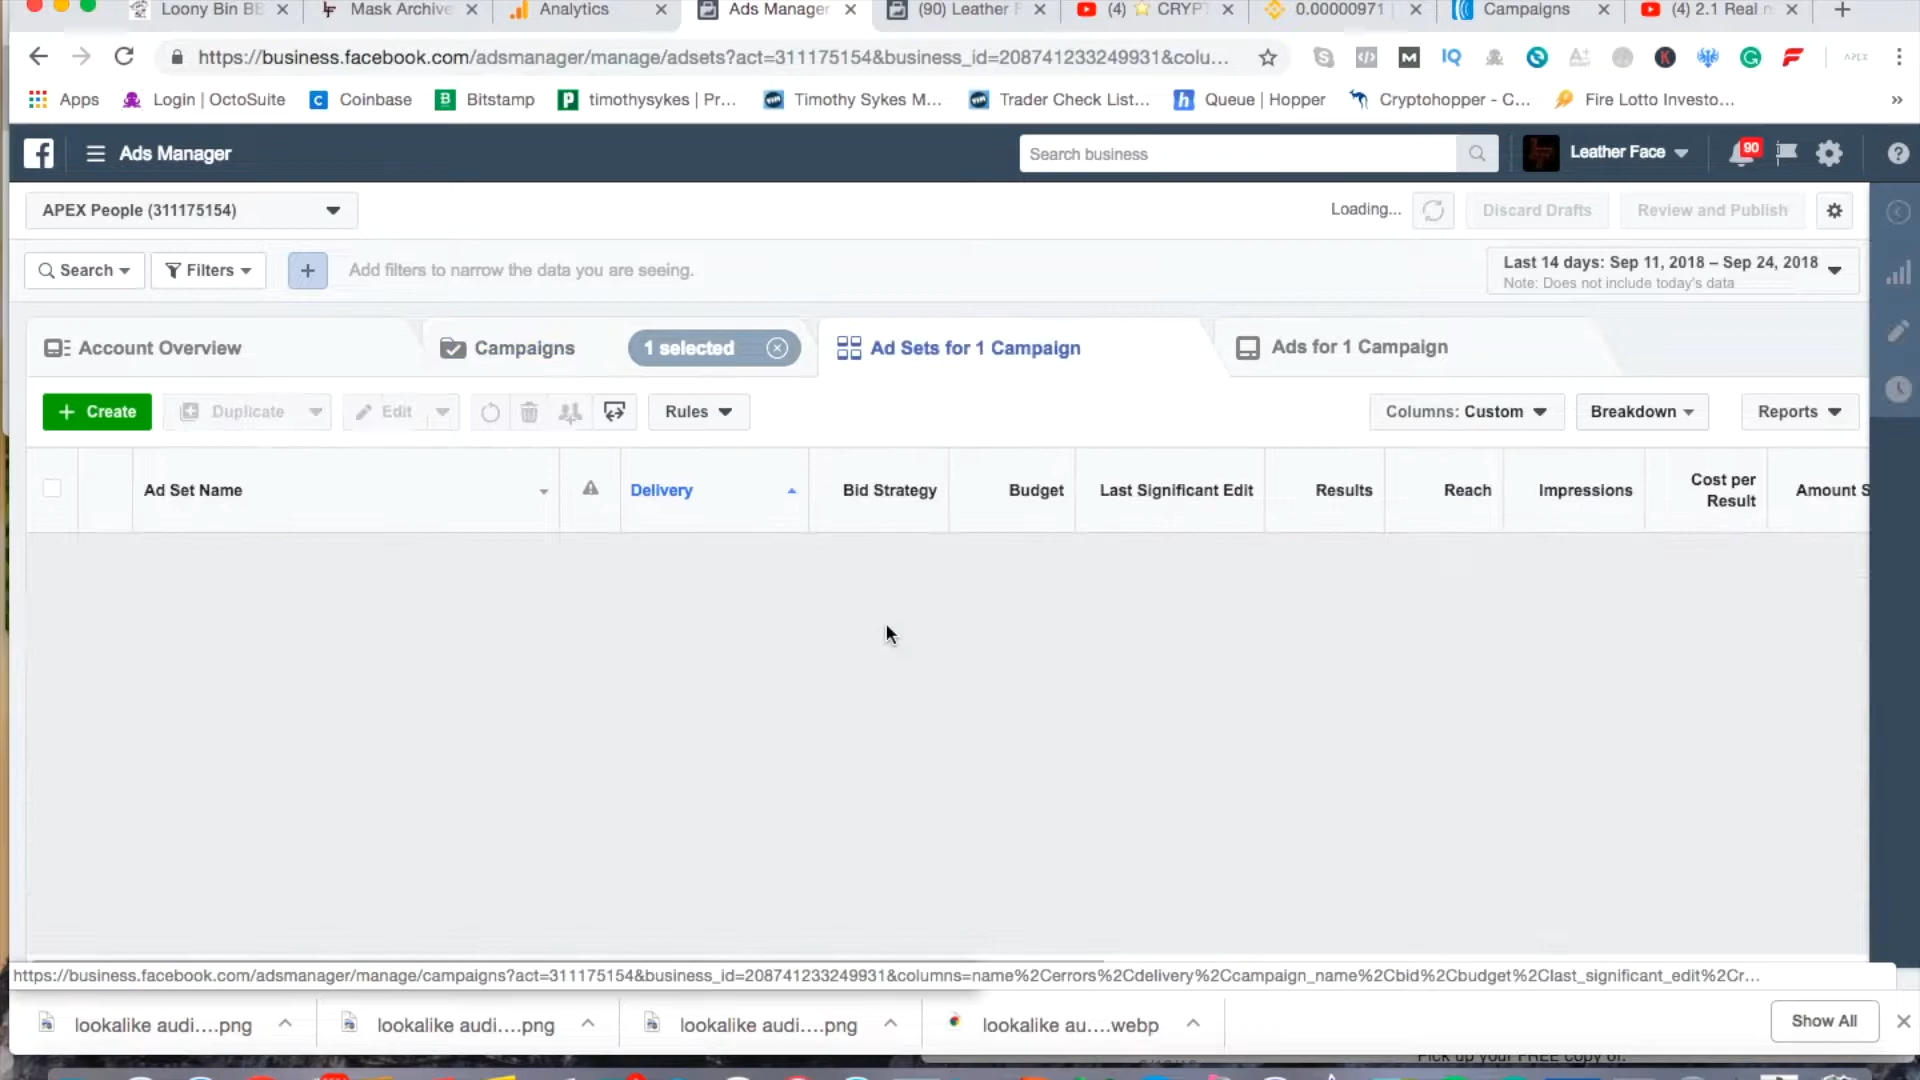 Loony Bin BE
Mask Archive
Analytics
Ads Manager
(90) Leather F
(4) ⭐ CRYP
0.00000971
Campaigns
(4) 2.1 Real n
https://business.facebook.com/adsmanager/manage/adsets?act=311175154&business_id=208741233249931&colu...
M
IQ
APEX
Apps
Login | OctoSuite
Coinbase
Bitstamp
timothysykes | Pr...
Timothy Sykes M...
Trader Check List...
Queue | Hopper
Cryptohopper - C...
Fire Lotto Investo...
»
Ads Manager
Search business
Leather Face
90
APEX People (311175154)
Loading...
Discard Drafts
Review and Publish
Search
Filters
+
Add filters to narrow the data you are seeing.
Last 14 days: Sep 11, 2018 – Sep 24, 2018
Note: Does not include today's data
Account Overview
Campaigns
1 selected
Ad Sets for 1 Campaign
Ads for 1 Campaign
+ Create
Duplicate
Edit
Rules
Columns: Custom
Breakdown
Reports
Ad Set Name
Delivery
Bid Strategy
Budget
Last Significant Edit
Results
Reach
Impressions
Cost per
Result
Amount S
https://business.facebook.com/adsmanager/manage/campaigns?act=311175154&business_id=208741233249931&columns=name%2Cerrors%2Cdelivery%2Ccampaign_name%2Cbid%2Cbudget%2Clast_significant_edit%2Cr...
lookalike audi....png
lookalike audi....png
lookalike audi....png
lookalike au....webp
Show All
Pick up your FREE copy of: